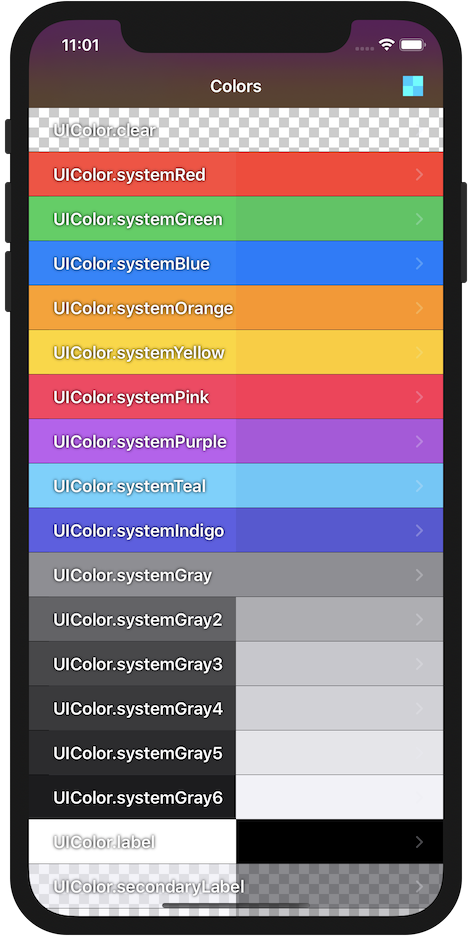 11:01
Colors
UIColor.clear
UIColor.systemRed
UIColor.systemGreen
UIColor.systemBlue
UIColor.systemOrange
UIColor.systemYellow
UIColor.systemPink
UIColor.systemPurple
UIColor.systemTeal
UIColor.systemIndigo
UIColor.systemGray
UIColor.systemGray2
UIColor.systemGray3
UIColor.systemGray4
UIColor.systemGray5
UIColor.systemGray6
UIColor.label
UIColor.secondaryLabel